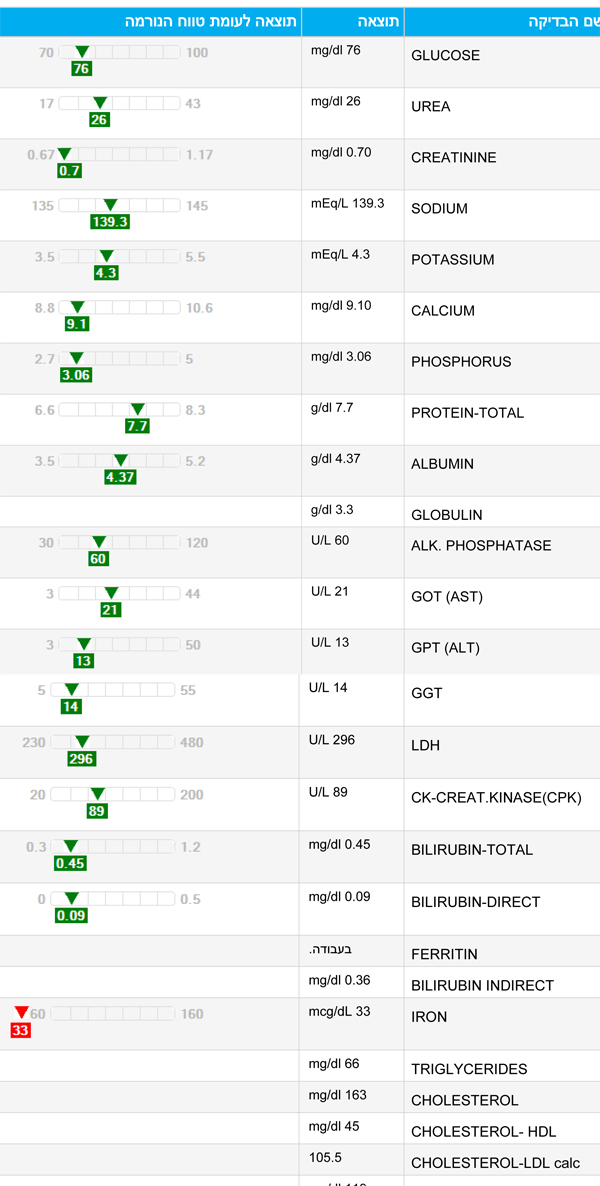 שם הבדיקה תוצאה תוצאה לעומת טווח הנורמה
GLUCOSE mg/dl 76 70 100
76
UREA mg/dl 26 17 43
26
CREATININE mg/dl 0.70 0.67 1.17
0.7
SODIUM mEq/L 139.3 135 145
139.3
POTASSIUM mEq/L 4.3 3.5 5.5
4.3
CALCIUM mg/dl 9.10 8.8 10.6
9.1
PHOSPHORUS mg/dl 3.06 2.7 5
3.06
PROTEIN-TOTAL g/dl 7.7 6.6 8.3
7.7
ALBUMIN g/dl 4.37 3.5 5.2
4.37
GLOBULIN g/dl 3.3
ALK. PHOSPHATASE U/L 60 30 120
60
GOT (AST) U/L 21 3 44
21
GPT (ALT) U/L 13 3 50
13
GGT U/L 14 5 55
14
LDH U/L 296 230 480
296
CK-CREAT.KINASE(CPK) U/L 89 20 200
89
BILIRUBIN-TOTAL mg/dl 0.45 0.3 1.2
0.45
BILIRUBIN-DIRECT mg/dl 0.09 0 0.5
0.09
FERRITIN בעבודה.
BILIRUBIN INDIRECT mg/dl 0.36
IRON mcg/dL 33 60 160
33
TRIGLYCERIDES mg/dl 66
CHOLESTEROL mg/dl 163
CHOLESTEROL- HDL mg/dl 45
CHOLESTEROL-LDL calc 105.5